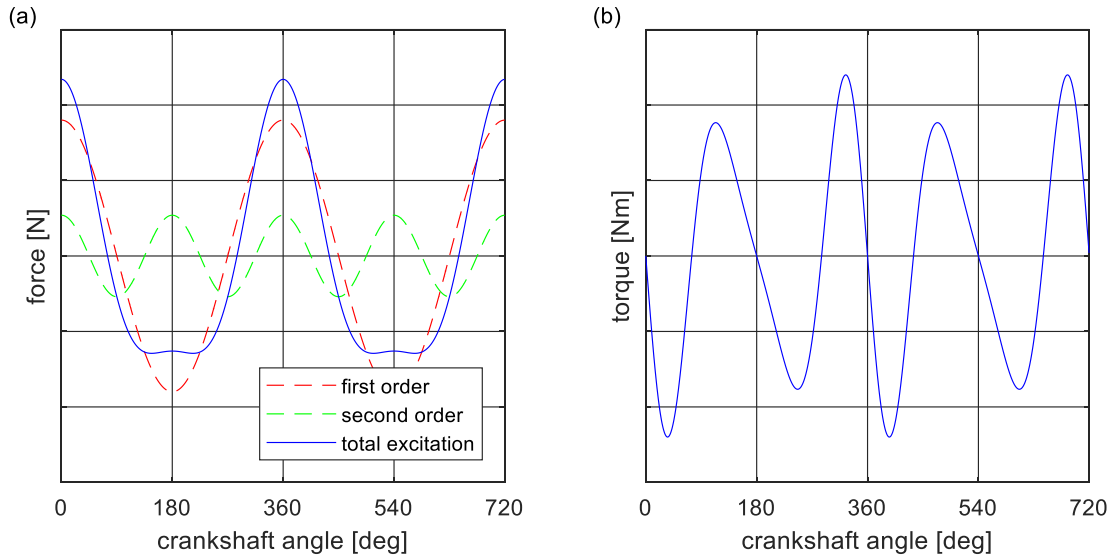 (a)
force [N]
first order
second order
total excitation
0 180 360 540 720
crankshaft angle [deg]
(b)
torque [Nm]
0 180 360 540 720
crankshaft angle [deg]